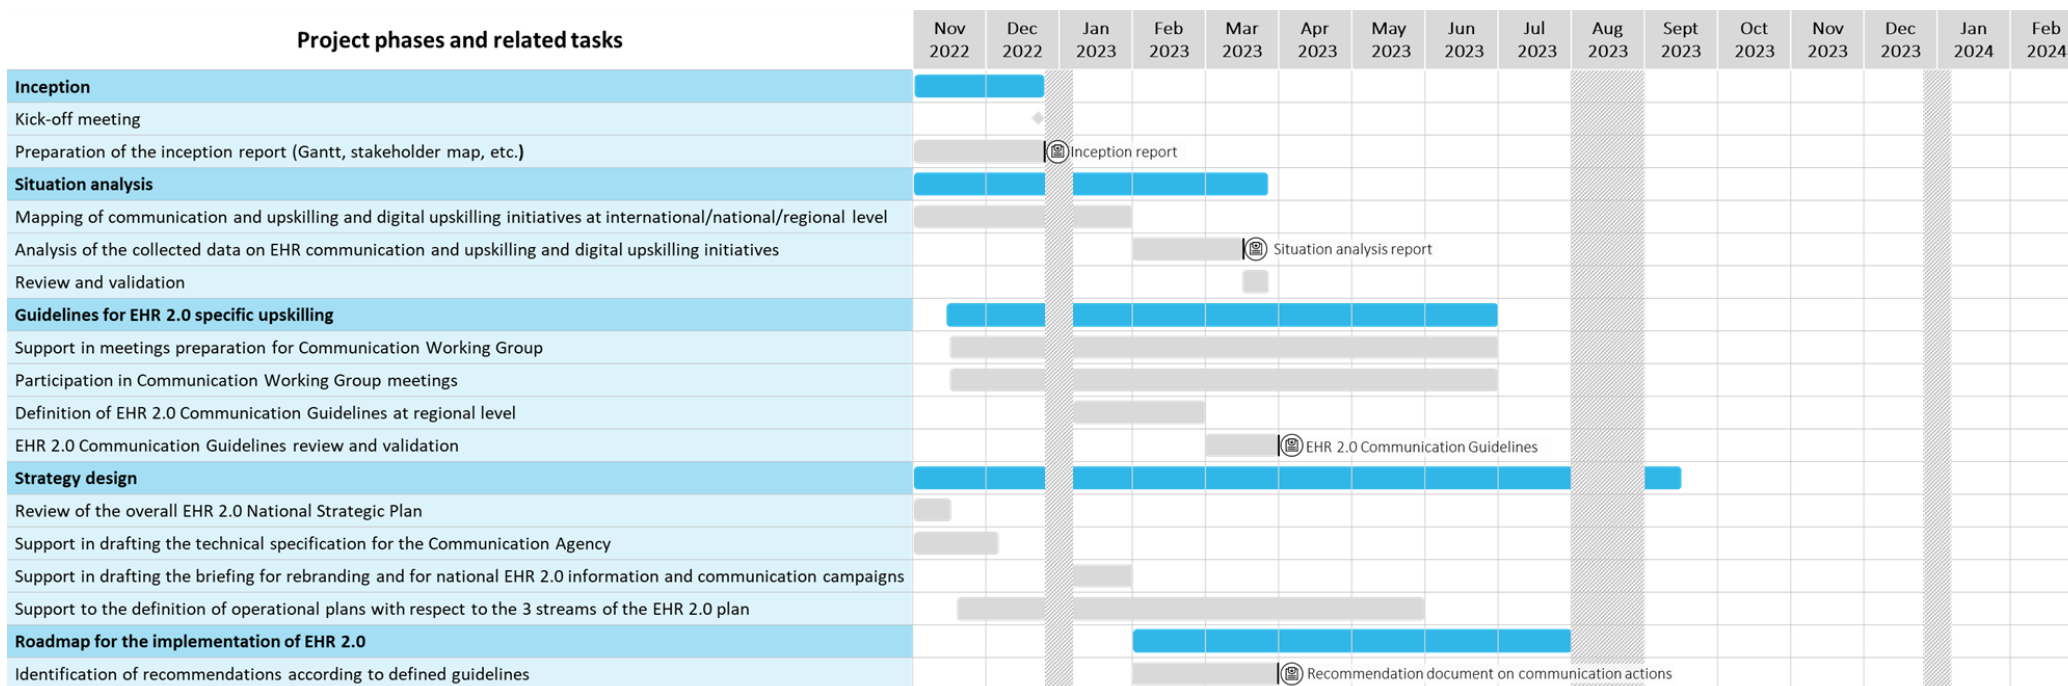 Project phases and related tasks
Nov 2022 Dec 2022 Jan 2023 Feb 2023 Mar 2023 Apr 2023 May 2023 Jun 2023 Jul 2023 Aug 2023 Sept 2023 Oct 2023 Nov 2023 Dec 2023 Jan 2024 Feb 2024
Inception
Kick-off meeting
Preparation of the inception report (Gantt, stakeholder map, etc.) Inception report
Situation analysis
Mapping of communication and upskilling and digital upskilling initiatives at international/national/regional level
Analysis of the collected data on EHR communication and upskilling and digital upskilling initiatives Situation analysis report
Review and validation
Guidelines for EHR 2.0 specific upskilling
Support in meetings preparation for Communication Working Group
Participation in Communication Working Group meetings
Definition of EHR 2.0 Communication Guidelines at regional level
EHR 2.0 Communication Guidelines review and validation EHR 2.0 Communication Guidelines
Strategy design
Review of the overall EHR 2.0 National Strategic Plan
Support in drafting the technical specification for the Communication Agency
Support in drafting the briefing for rebranding and for national EHR 2.0 information and communication campaigns
Support to the definition of operational plans with respect to the 3 streams of the EHR 2.0 plan
Roadmap for the implementation of EHR 2.0
Identification of recommendations according to defined guidelines Recommendation document on communication actions